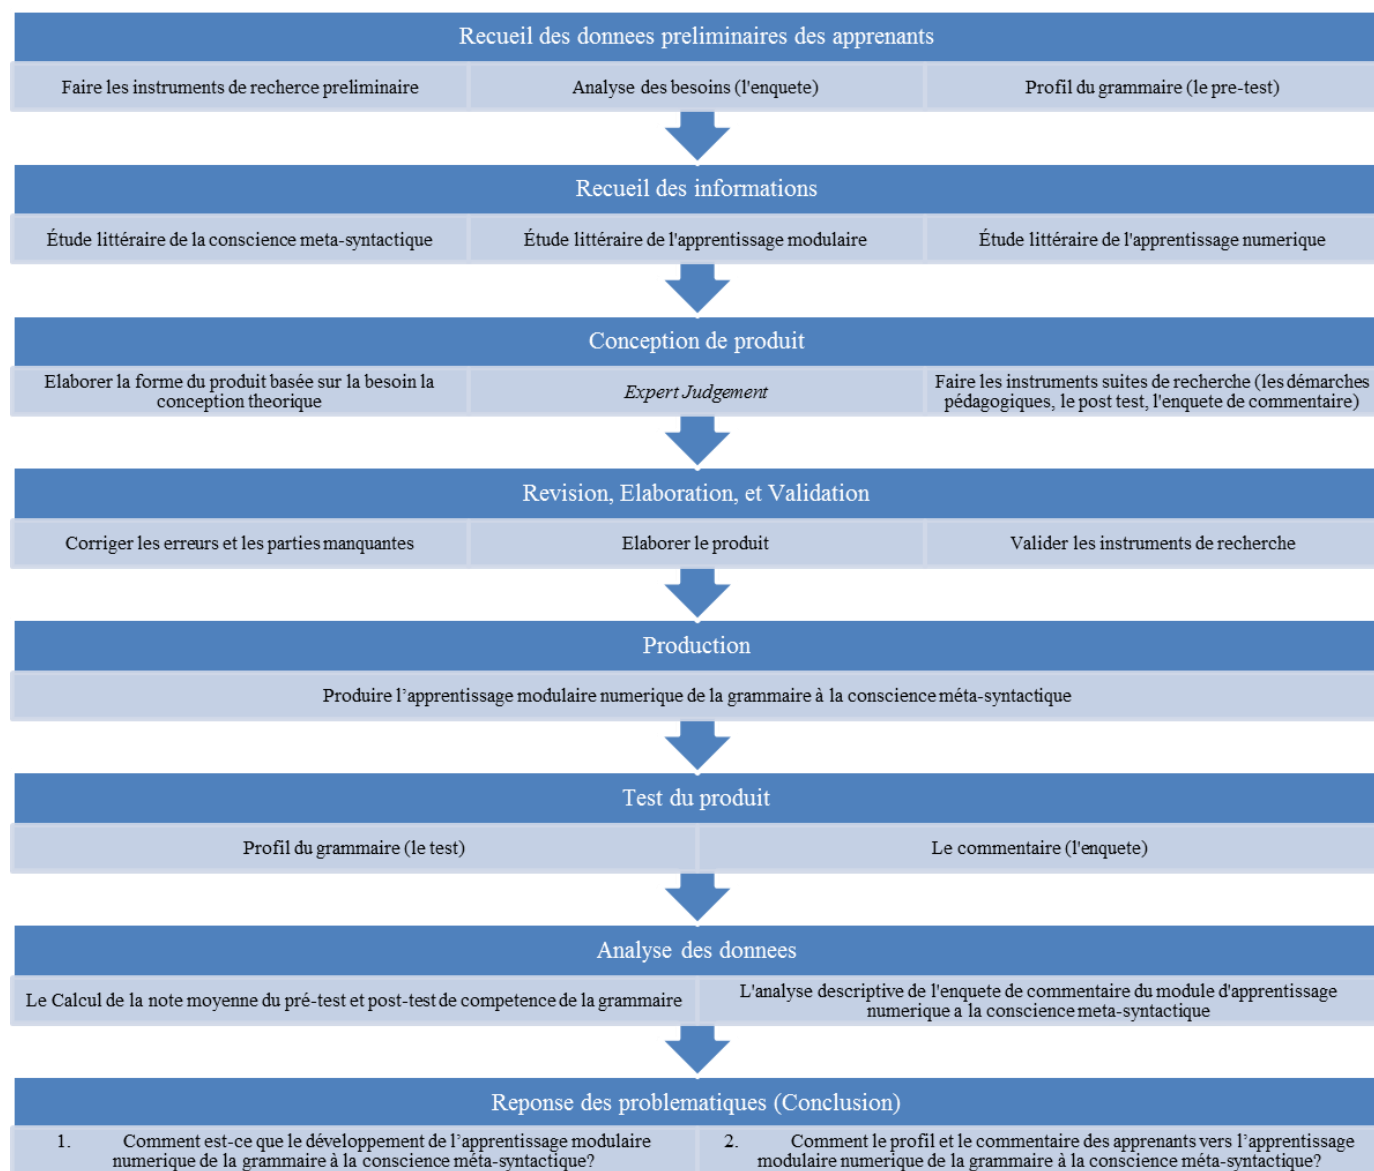 Recueil des donnees preliminaires des apprenants
Faire les instruments de recherce preliminaire
Analyse des besoins (l'enquete)
Profil du grammaire (le pre-test)
Recueil des informations
Étude littéraire de la conscience meta-syntactique
Étude littéraire de l'apprentissage modulaire
Étude littéraire de l'apprentissage numerique
Conception de produit
Elaborer la forme du produit basée sur la besoin la
conception theorique
Expert Judgement
Faire les instruments suites de recherche (les démarches
pédagogiques, le post test, l'enquete de commentaire)
Revision, Elaboration, et Validation
Corriger les erreurs et les parties manquantes
Elaborer le produit
Valider les instruments de recherche
Production
Produire l’apprentissage modulaire numerique de la grammaire à la conscience méta-syntactique
Test du produit
Profil du grammaire (le test)
Le commentaire (l'enquete)
Analyse des donnees
Le Calcul de la note moyenne du pré-test et post-test de competence de la grammaire
L'analyse descriptive de l'enquete de commentaire du module d'apprentissage
numerique a la conscience meta-syntactique
Reponse des problematiques (Conclusion)
1. Comment est-ce que le développement de l’apprentissage modulaire
numerique de la grammaire à la conscience méta-syntactique?
2. Comment le profil et le commentaire des apprenants vers l’apprentissage
modulaire numerique de la grammaire à la conscience méta-syntactique?